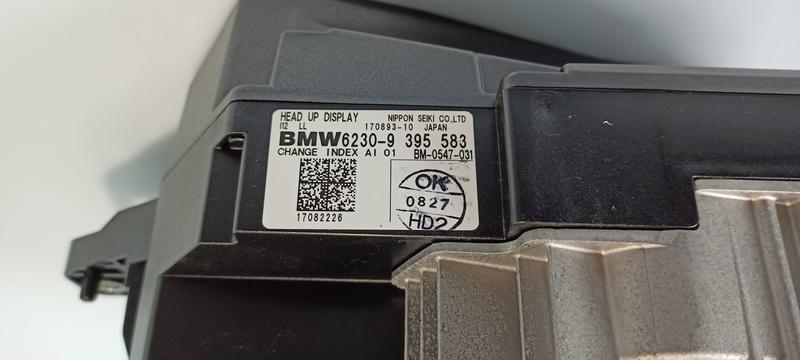 HEAD UP DISPLAY NIPPON SEIKI CO.,LTD
I12 LL 170893-10 JAPAN
BMW6230-9 395 583
CHANGE INDEX AI 01 BM-0547-031
17082226
OK
0827
HD2